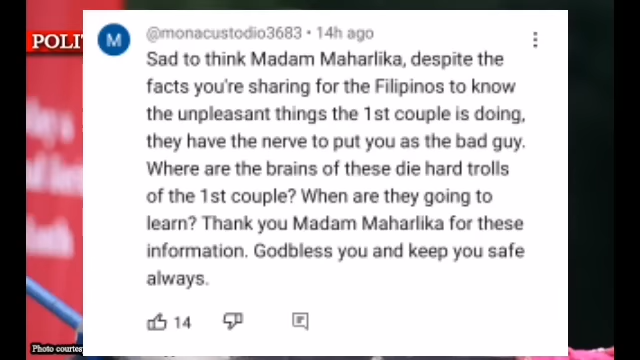 POLIT
M
@monacustodio3683 • 14h ago
Sad to think Madam Maharlika, despite the
facts you're sharing for the Filipinos to know
the unpleasant things the 1st couple is doing,
they have the nerve to put you as the bad guy.
Where are the brains of these die hard trolls
of the 1st couple? When are they going to
learn? Thank you Madam Maharlika for these
information. Godbless you and keep you safe
always.
14
Photo courtes